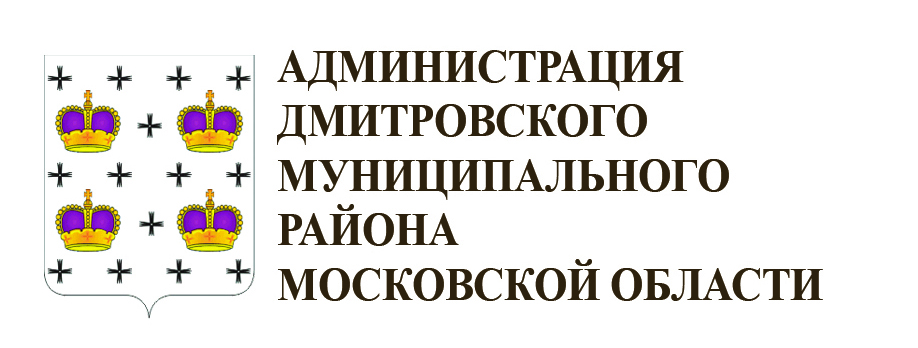 АДМИНИСТРАЦИЯ
ДМИТРОВСКОГО
МУНИЦИПАЛЬНОГО
РАЙОНА
МОСКОВСКОЙ ОБЛАСТИ